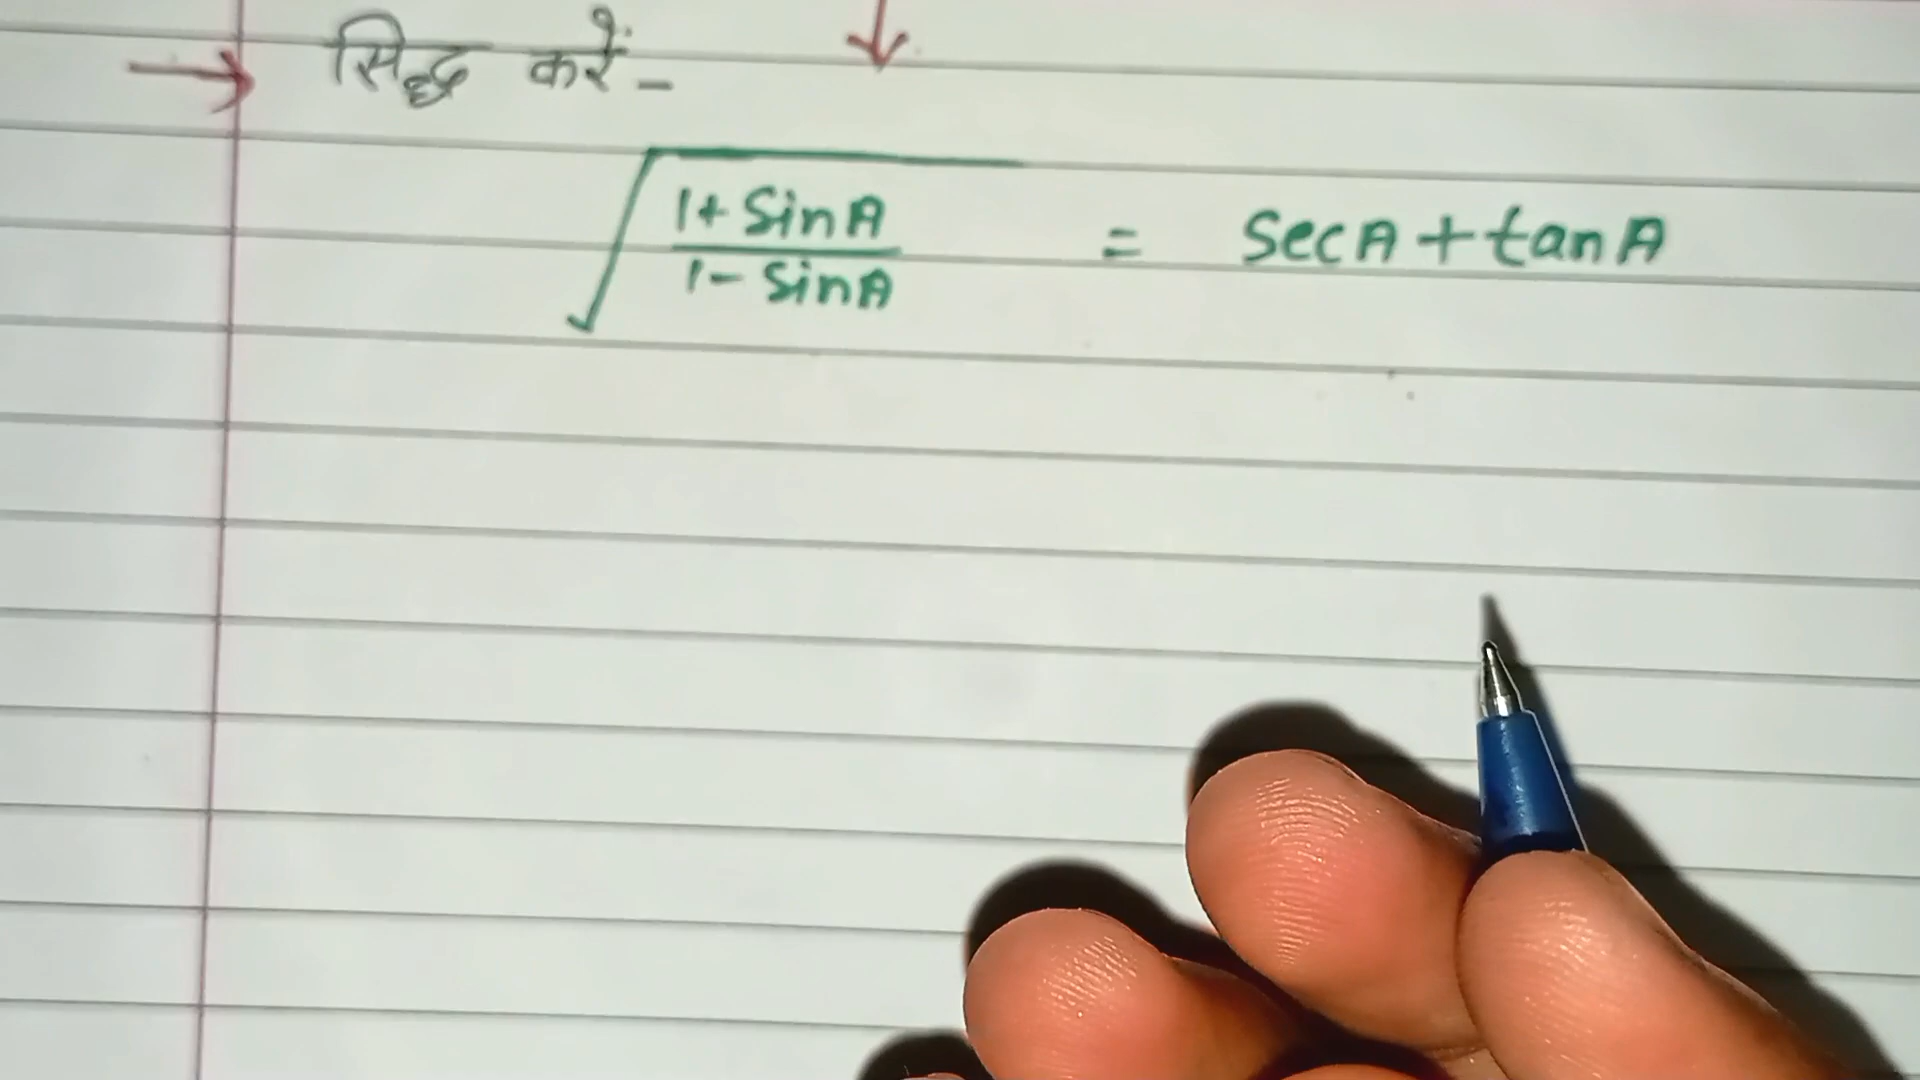 सिद्ध करें-
√(1+ SinA / 1- SinA) = SecA + tanA